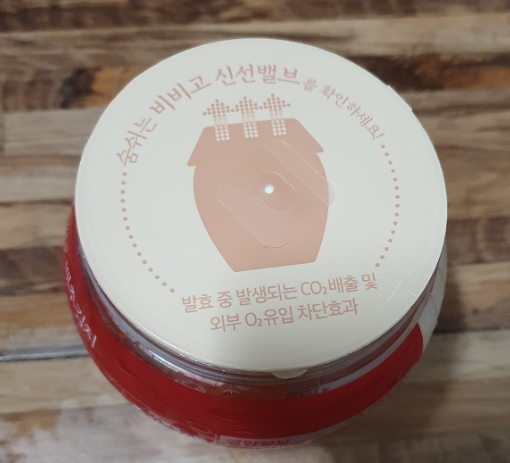 숨쉬는 비비고 신선밸브를 확인하세요!
발효 중 발생되는 CO₂배출 및
외부 O₂유입 차단효과